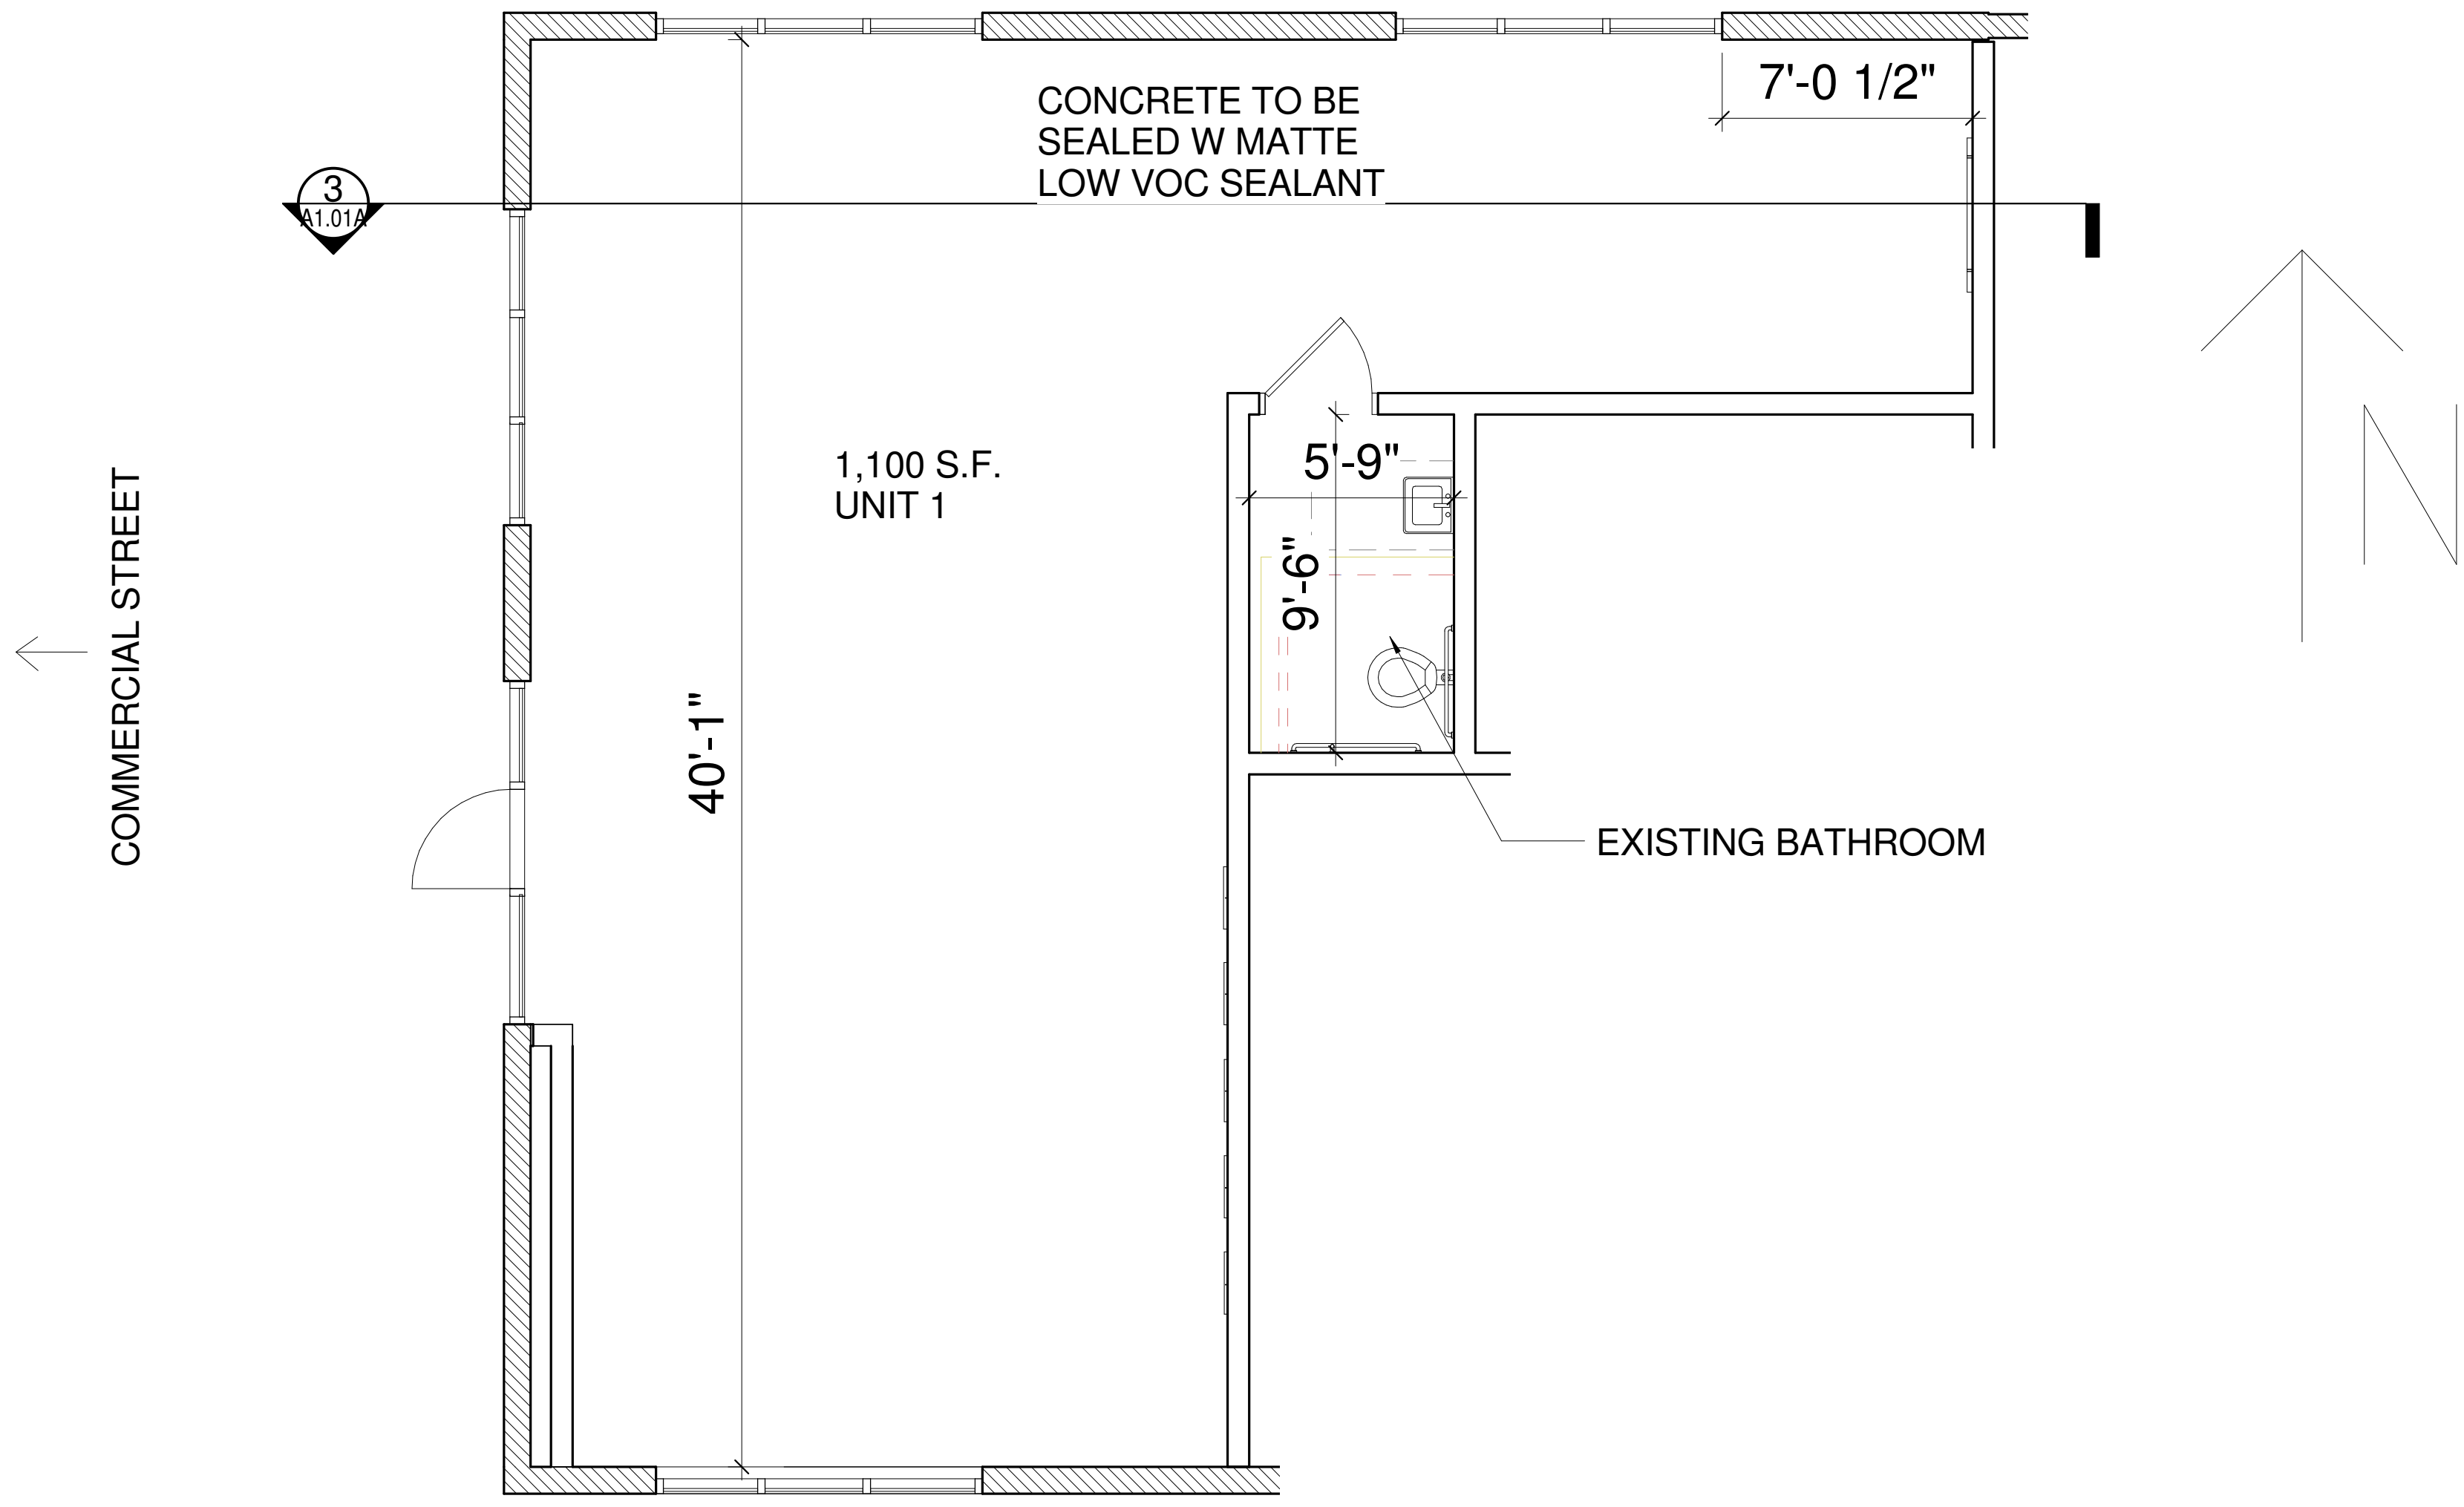 7'-0 1/2"
CONCRETE TO BE
SEALED W MATTE
LOW VOC SEALANT
3
A1.01A
1,100 S.F.
UNIT 1
5'-9"
9'-6"
COMMERCIAL STREET
40'-1"
EXISTING BATHROOM
N